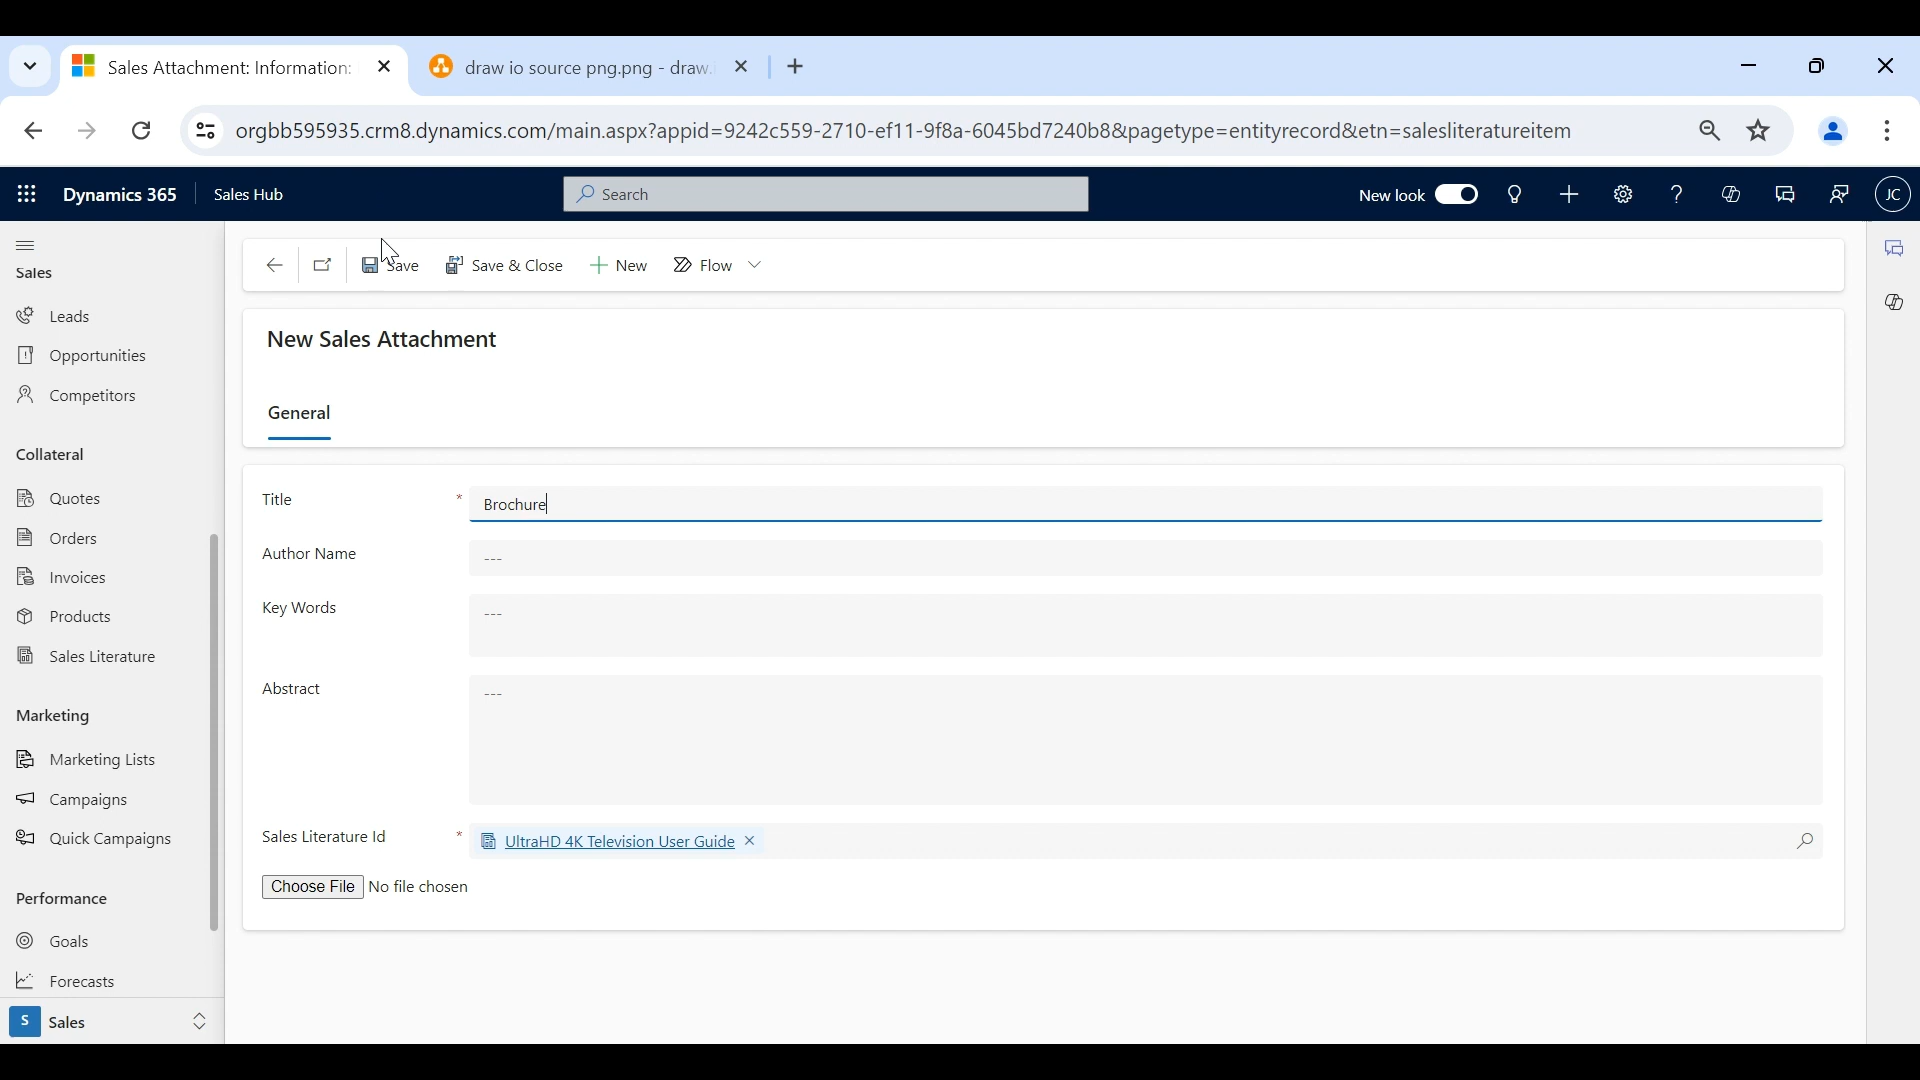 Sales Attachment: Information:
draw io source png.png - draw.
orgbb595935.crm8.dynamics.com/main.aspx?appid=9242c559-2710-ef11-9f8a-6045bd7240b8&pagetype=entityrecord&etn=salesliteratureitem
Dynamics 365
Sales Hub
Search
New look
JC
Sales
Leads
Opportunities
Competitors
Collateral
Quotes
Orders
Invoices
Products
Sales Literature
Marketing
Marketing Lists
Campaigns
Quick Campaigns
Performance
Goals
Forecasts
S Sales
Save
Save & Close
New
Flow
New Sales Attachment
General
Title * Brochure
Author Name ---
Key Words ---
Abstract ---
Sales Literature Id * UltraHD 4K Television User Guide
Choose File No file chosen